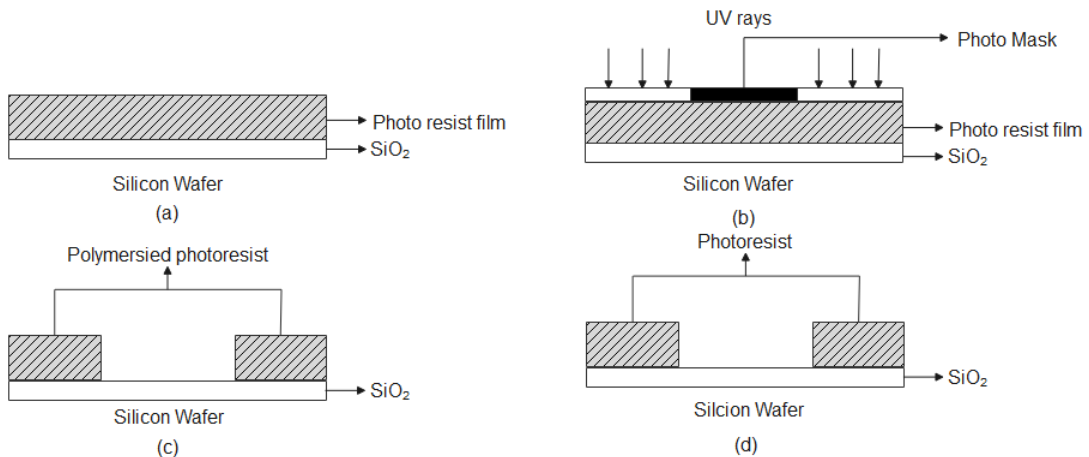 Photo resist film
SiO₂
Silicon Wafer
(a)
UV rays
Photo Mask
Photo resist film
SiO₂
Silicon Wafer
(b)
Polymersied photoresist
SiO₂
Silicon Wafer
(c)
Photoresist
SiO₂
Silcion Wafer
(d)